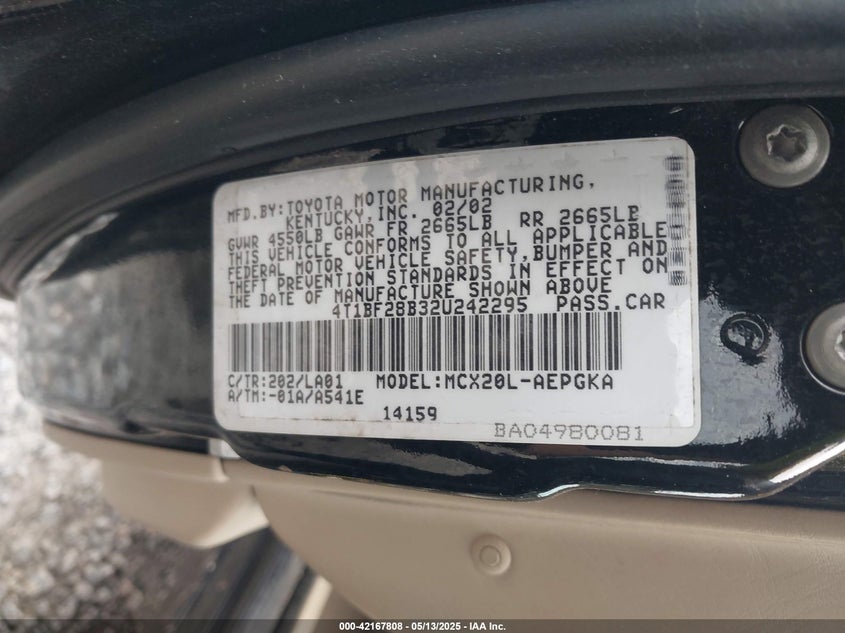 MFD.BY:TOYOTA MOTOR MANUFACTURING,
KENTUCKY,INC. 02/02
GVWR 4550LB GAWR FR 2665LB RR 2665LB
THIS VEHICLE CONFORMS TO ALL APPLICABLE
FEDERAL MOTOR VEHICLE SAFETY,BUMPER AND
THEFT PREVENTION STANDARDS IN EFFECT ON
THE DATE OF MANUFACTURE SHOWN ABOVE
4T1BF28B32U242295 PASS.CAR
C/TR:202/LA01 MODEL:MCX20L-AEPGKA
A/TM:-01A/A541E
14159
BA04980081
000-42167808 - 05/13/2025 - IAA Inc.